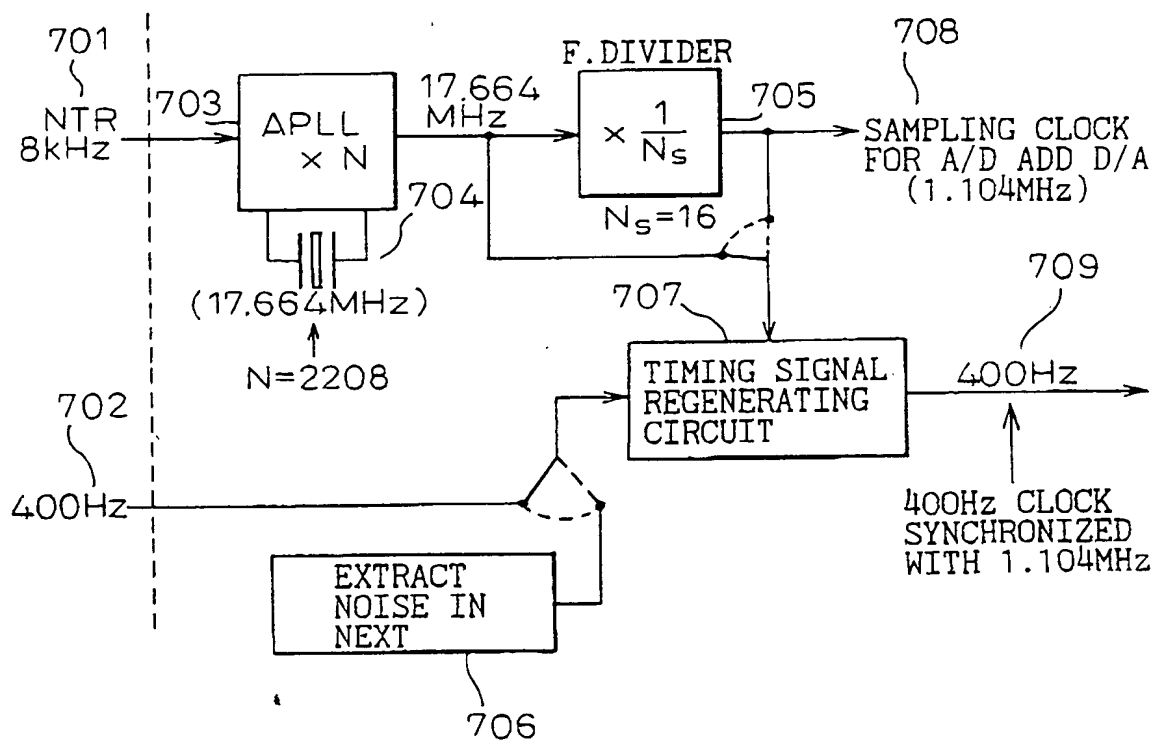 701
NTR
8kHz
703
APLL
× N
17.664
MHz
F.DIVIDER
× 1/Ns
Ns=16
705
708
SAMPLING CLOCK
FOR A/D ADD D/A
(1.104MHz)
704
(17.664MHz)
N=2208
707
TIMING SIGNAL
REGENERATING
CIRCUIT
709
400Hz
702
400Hz
400Hz CLOCK
SYNCHRONIZED
WITH 1.104MHz
EXTRACT
NOISE IN
NEXT
706